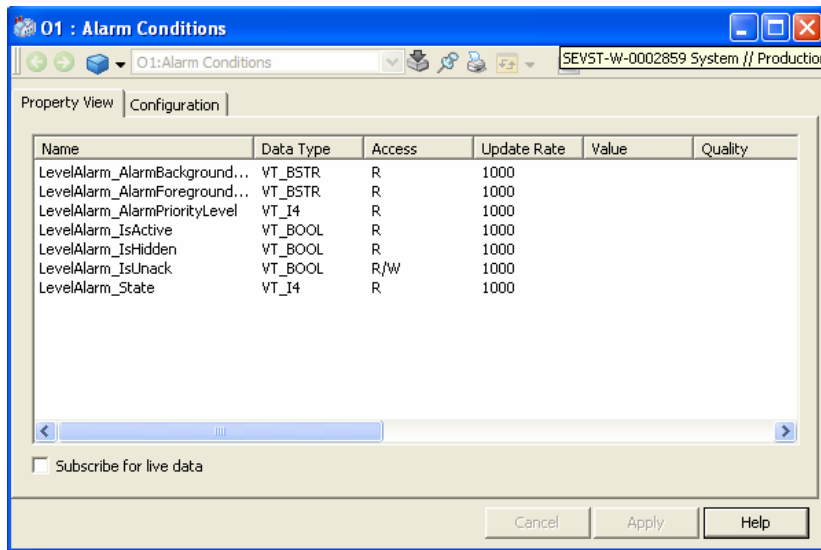 O1 : Alarm Conditions
O1:Alarm Conditions
SEVST-W-0002859 System // Productio
Property View Configuration
Name Data Type Access Update Rate Value Quality
LevelAlarm_AlarmBackground... VT_BSTR R 1000
LevelAlarm_AlarmForeground... VT_BSTR R 1000
LevelAlarm_AlarmPriorityLevel VT_I4 R 1000
LevelAlarm_IsActive VT_BOOL R 1000
LevelAlarm_IsHidden VT_BOOL R 1000
LevelAlarm_IsUnack VT_BOOL R/W 1000
LevelAlarm_State VT_I4 R 1000
Subscribe for live data
Cancel Apply Help